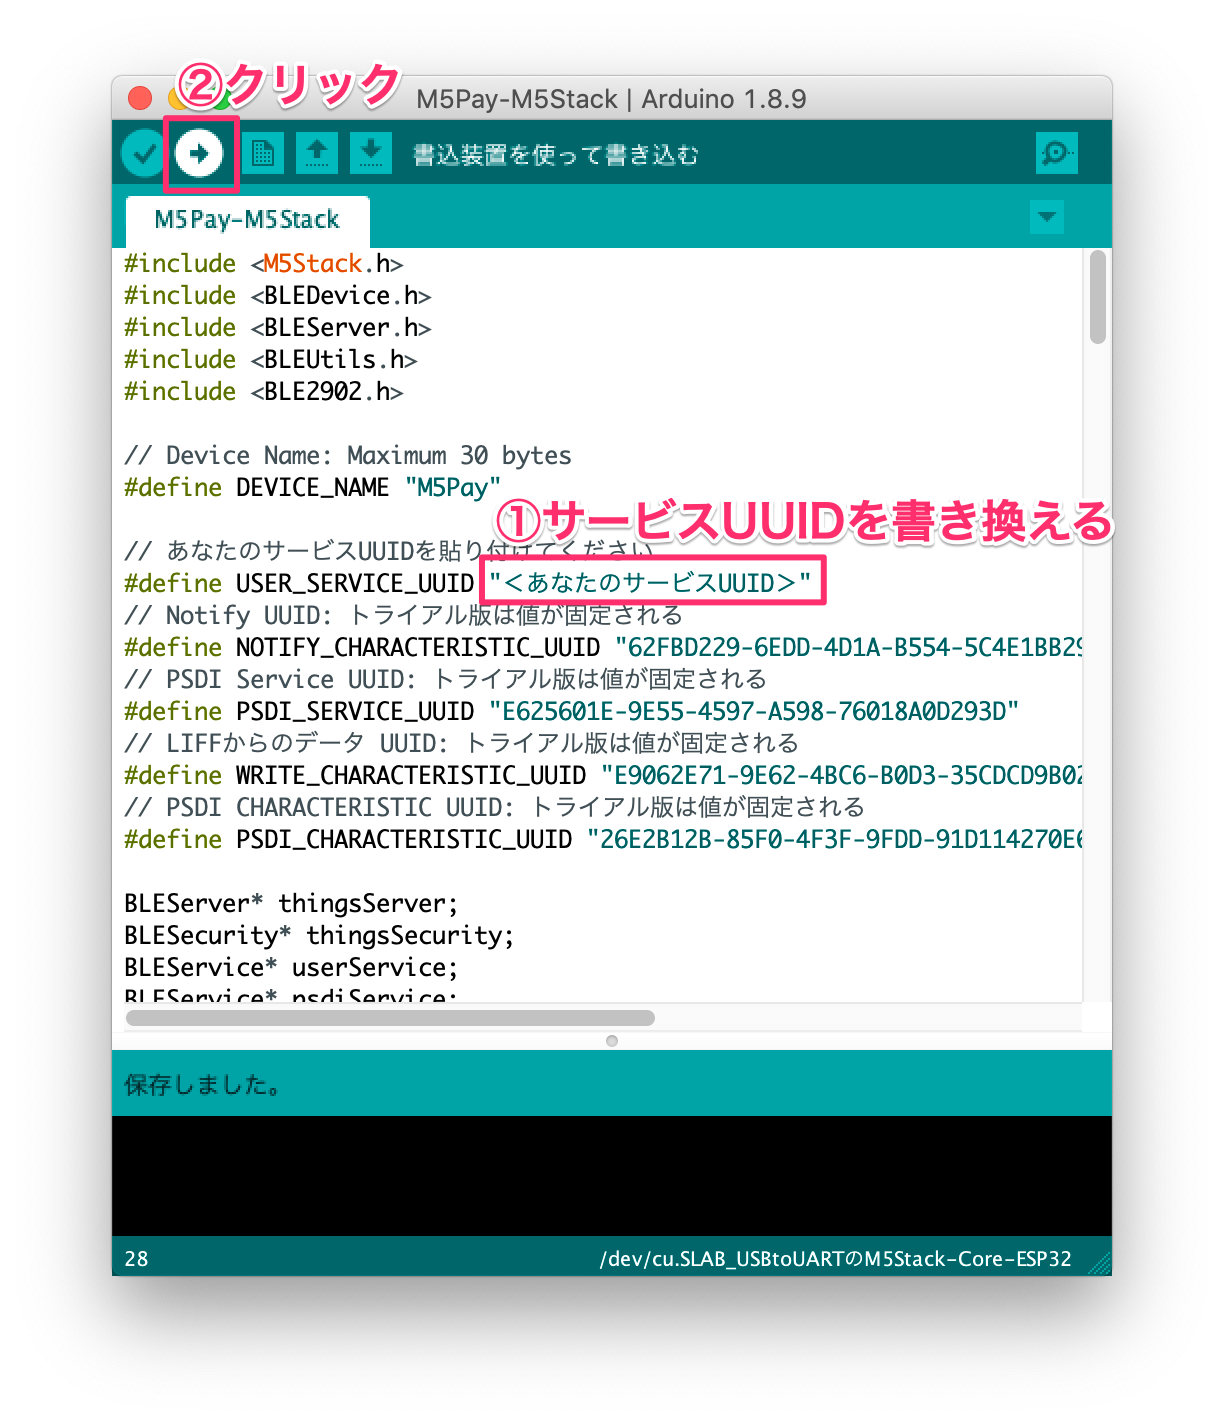 ②クリック
M5Pay-M5Stack | Arduino 1.8.9
書込装置を使って書き込む
M5Pay-M5Stack
#include <M5Stack.h>
#include <BLEDevice.h>
#include <BLEServer.h>
#include <BLEUtils.h>
#include <BLE2902.h>
// Device Name: Maximum 30 bytes
#define DEVICE_NAME "M5Pay"
①サービスUUIDを書き換える
// あなたのサービスUUIDを貼り付けてください
#define USER_SERVICE_UUID "＜あなたのサービスUUID＞"
// Notify UUID: トライアル版は値が固定される
#define NOTIFY_CHARACTERISTIC_UUID "62FBD229-6EDD-4D1A-B554-5C4E1BB29
// PSDI Service UUID: トライアル版は値が固定される
#define PSDI_SERVICE_UUID "E625601E-9E55-4597-A598-76018A0D293D"
// LIFFからのデータ UUID: トライアル版は値が固定される
#define WRITE_CHARACTERISTIC_UUID "E9062E71-9E62-4BC6-B0D3-35CDCD9B02
// PSDI CHARACTERISTIC UUID: トライアル版は値が固定される
#define PSDI_CHARACTERISTIC_UUID "26E2B12B-85F0-4F3F-9FDD-91D114270E6
BLEServer* thingsServer;
BLESecurity* thingsSecurity;
BLEService* userService;
BLEService* psdiService;
保存しました。
28
/dev/cu.SLAB_USBtoUARTのM5Stack-Core-ESP32